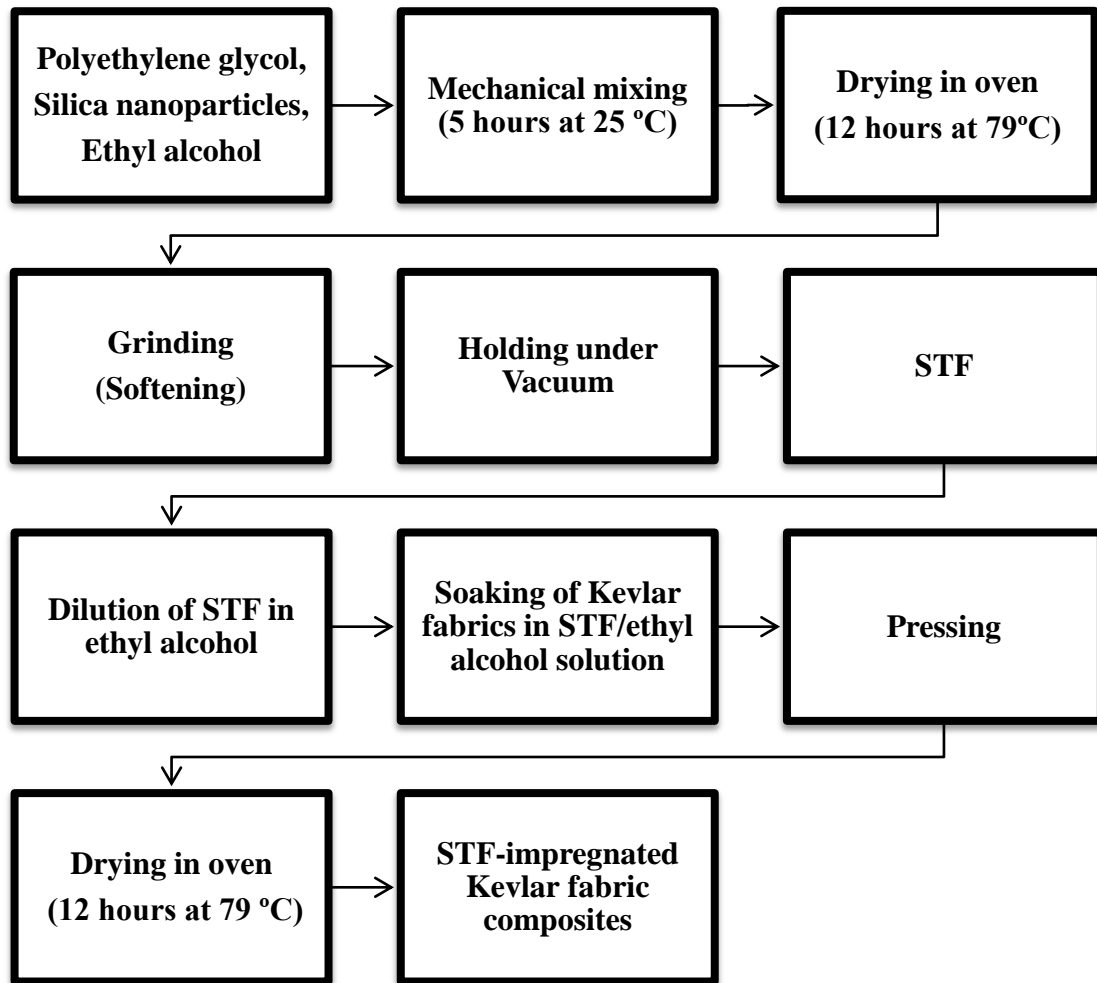 Polyethylene glycol,
Silica nanoparticles,
Ethyl alcohol
Mechanical mixing
(5 hours at 25 ºC)
Drying in oven
(12 hours at 79ºC)
Grinding
(Softening)
Holding under
Vacuum
STF
Dilution of STF in
ethyl alcohol
Soaking of Kevlar
fabrics in STF/ethyl
alcohol solution
Pressing
Drying in oven
(12 hours at 79 ºC)
STF-impregnated
Kevlar fabric
composites